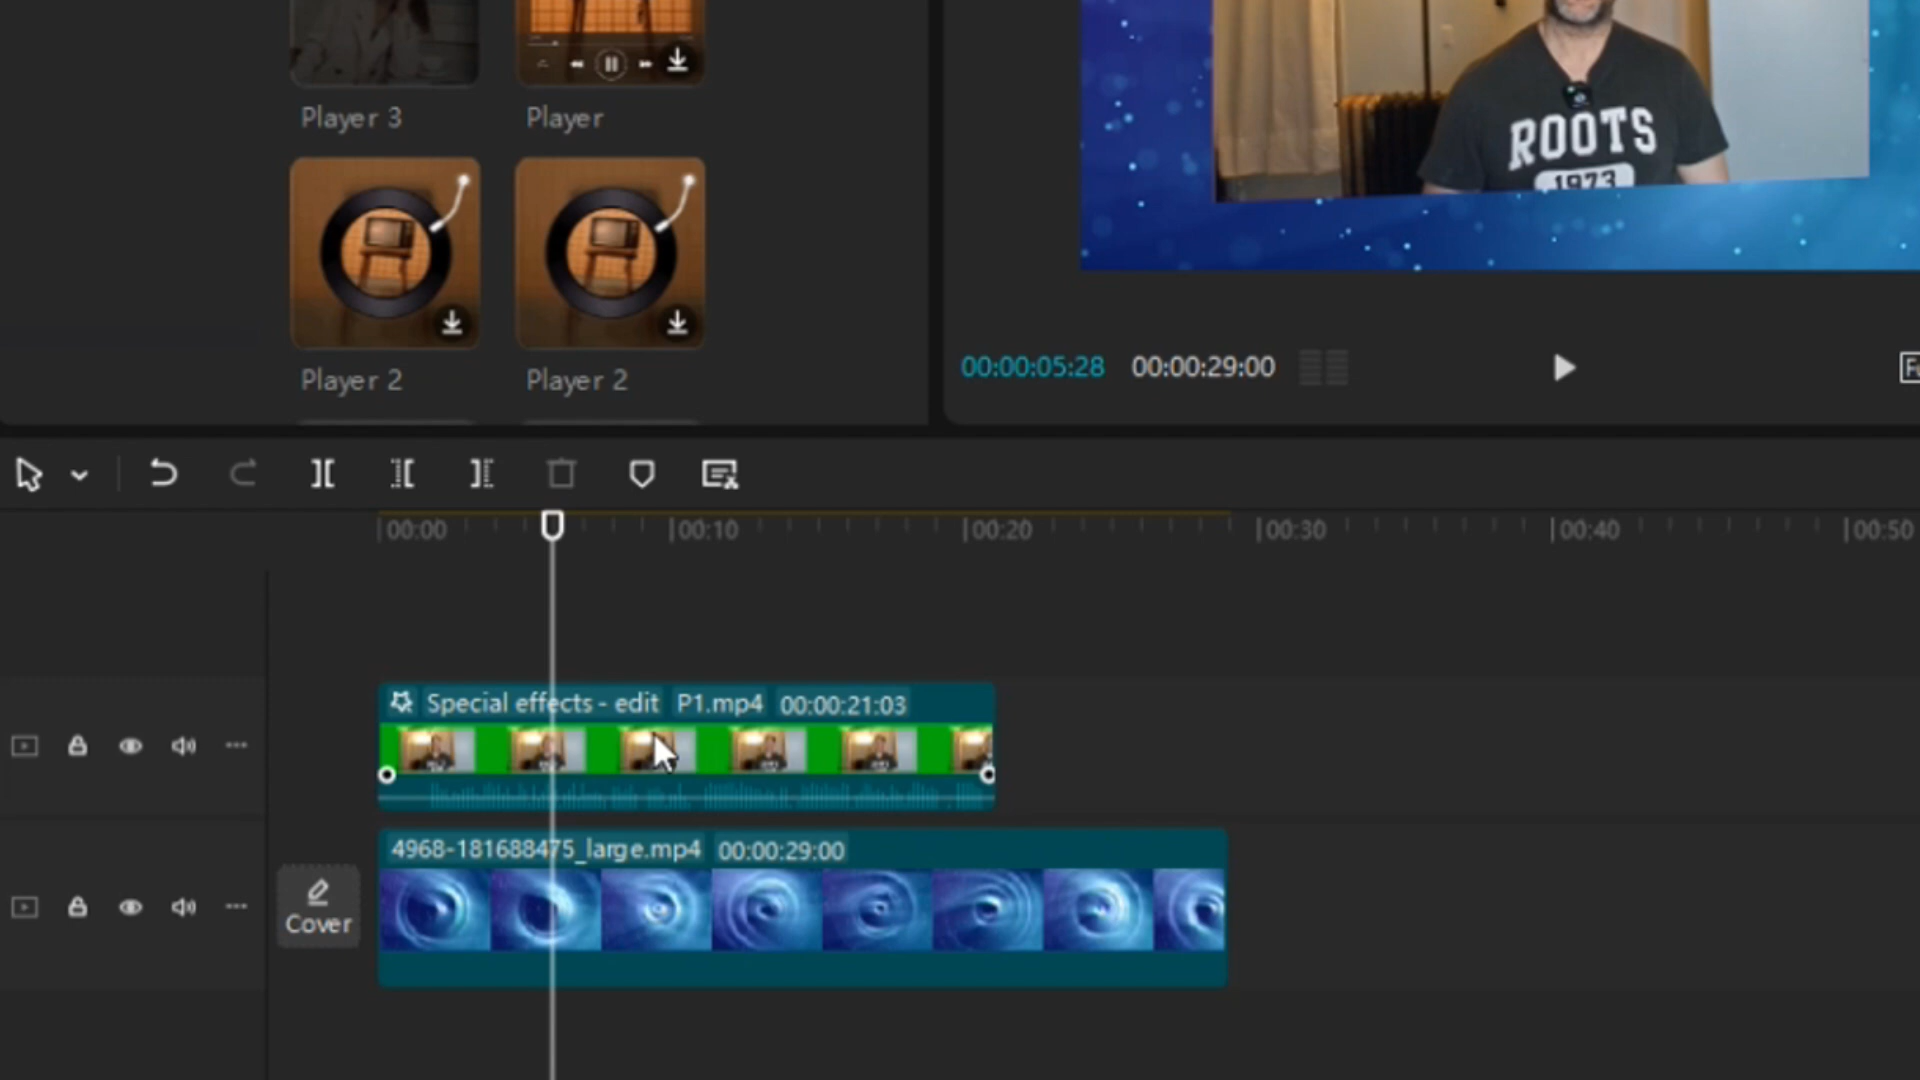 Player 3
Player
ROOTS
1973
Player 2
Player 2
00:00:05:28
00:00:29:00
00:00
00:10
00:20
00:30
00:40
00:50
Special effects - edit P1.mp4 00:00:21:03
4968-181688475_large.mp4 00:00:29:00
Cover